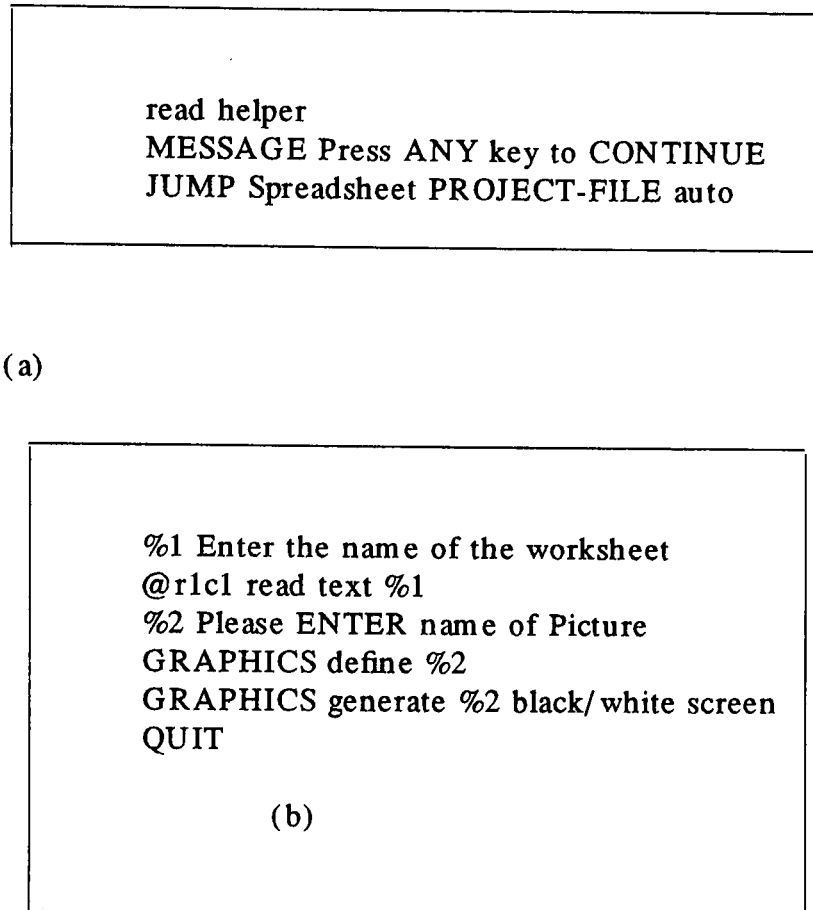 read helper
MESSAGE Press ANY key to CONTINUE
JUMP Spreadsheet PROJECT-FILE auto
(a)
%1 Enter the name of the worksheet
@r1c1 read text %1
%2 Please ENTER name of Picture
GRAPHICS define %2
GRAPHICS generate %2 black/white screen
QUIT
(b)